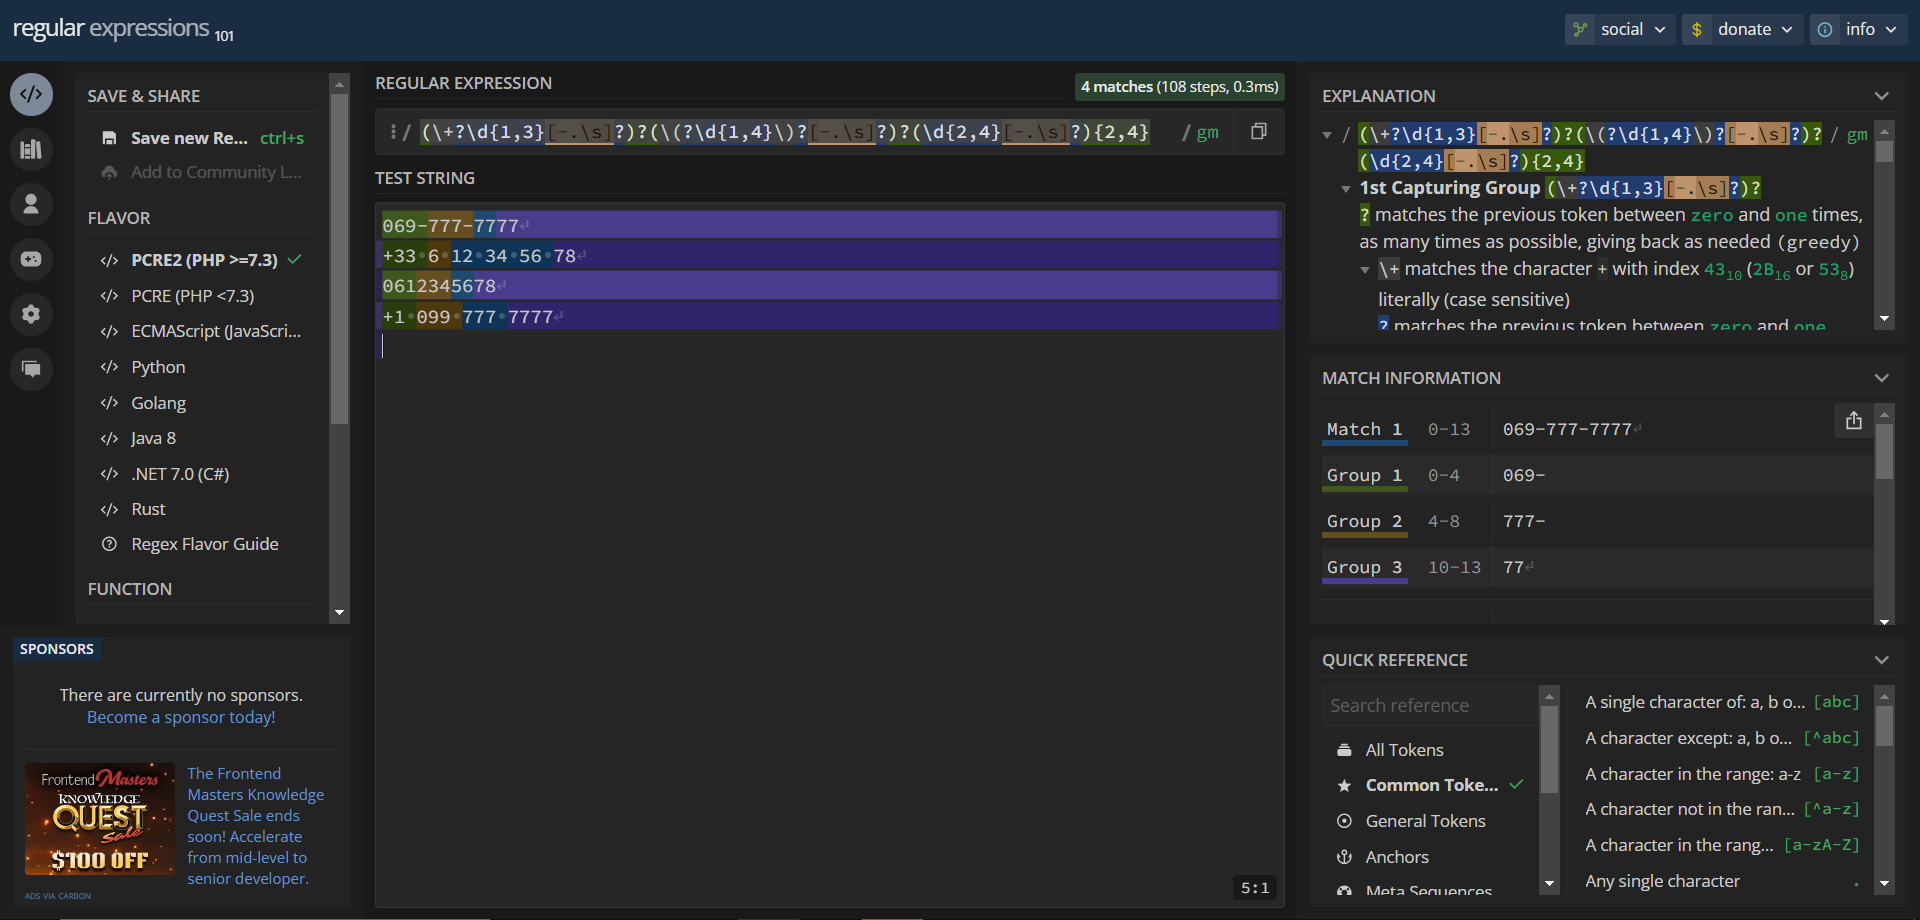 regular expressions 101
social
donate
info
SAVE & SHARE
Save new Re... ctrl+s
Add to Community L...
FLAVOR
PCRE2 (PHP >=7.3)
PCRE (PHP <7.3)
ECMAScript (JavaScri...
Python
Golang
Java 8
.NET 7.0 (C#)
Rust
Regex Flavor Guide
FUNCTION
SPONSORS
There are currently no sponsors.
Become a sponsor today!
Frontend Masters
KNOWLEDGE
QUEST
Sale
$100 OFF
The Frontend
Masters Knowledge
Quest Sale ends
soon! Accelerate
from mid-level to
senior developer.
ADS VIA CARBON
REGULAR EXPRESSION
4 matches (108 steps, 0.3ms)
/ (\+?\d{1,3}[-.\s]?)?(\(?\d{1,4}\)?[-.\s]?)?(\d{2,4}[-.\s]?){2,4} / gm
TEST STRING
069-777-7777↵
+33·6·12·34·56·78↵
0612345678↵
+1·099·777·7777↵
5:1
EXPLANATION
/ (\+?\d{1,3}[-.\s]?)?(\(?\d{1,4}\)?[-.\s]?)? / gm
(\d{2,4}[-.\s]?){2,4}
1st Capturing Group (\+?\d{1,3}[-.\s]?)?
? matches the previous token between zero and one times,
as many times as possible, giving back as needed (greedy)
\+ matches the character + with index 43₁₀ (2B₁₆ or 53₈)
literally (case sensitive)
? matches the previous token between zero and one
MATCH INFORMATION
Match 1 0-13 069-777-7777↵
Group 1 0-4 069-
Group 2 4-8 777-
Group 3 10-13 77↵
QUICK REFERENCE
Search reference
All Tokens
Common Toke...
General Tokens
Anchors
Meta Sequences
A single character of: a, b o... [abc]
A character except: a, b o... [^abc]
A character in the range: a-z [a-z]
A character not in the ran... [^a-z]
A character in the rang... [a-zA-Z]
Any single character .